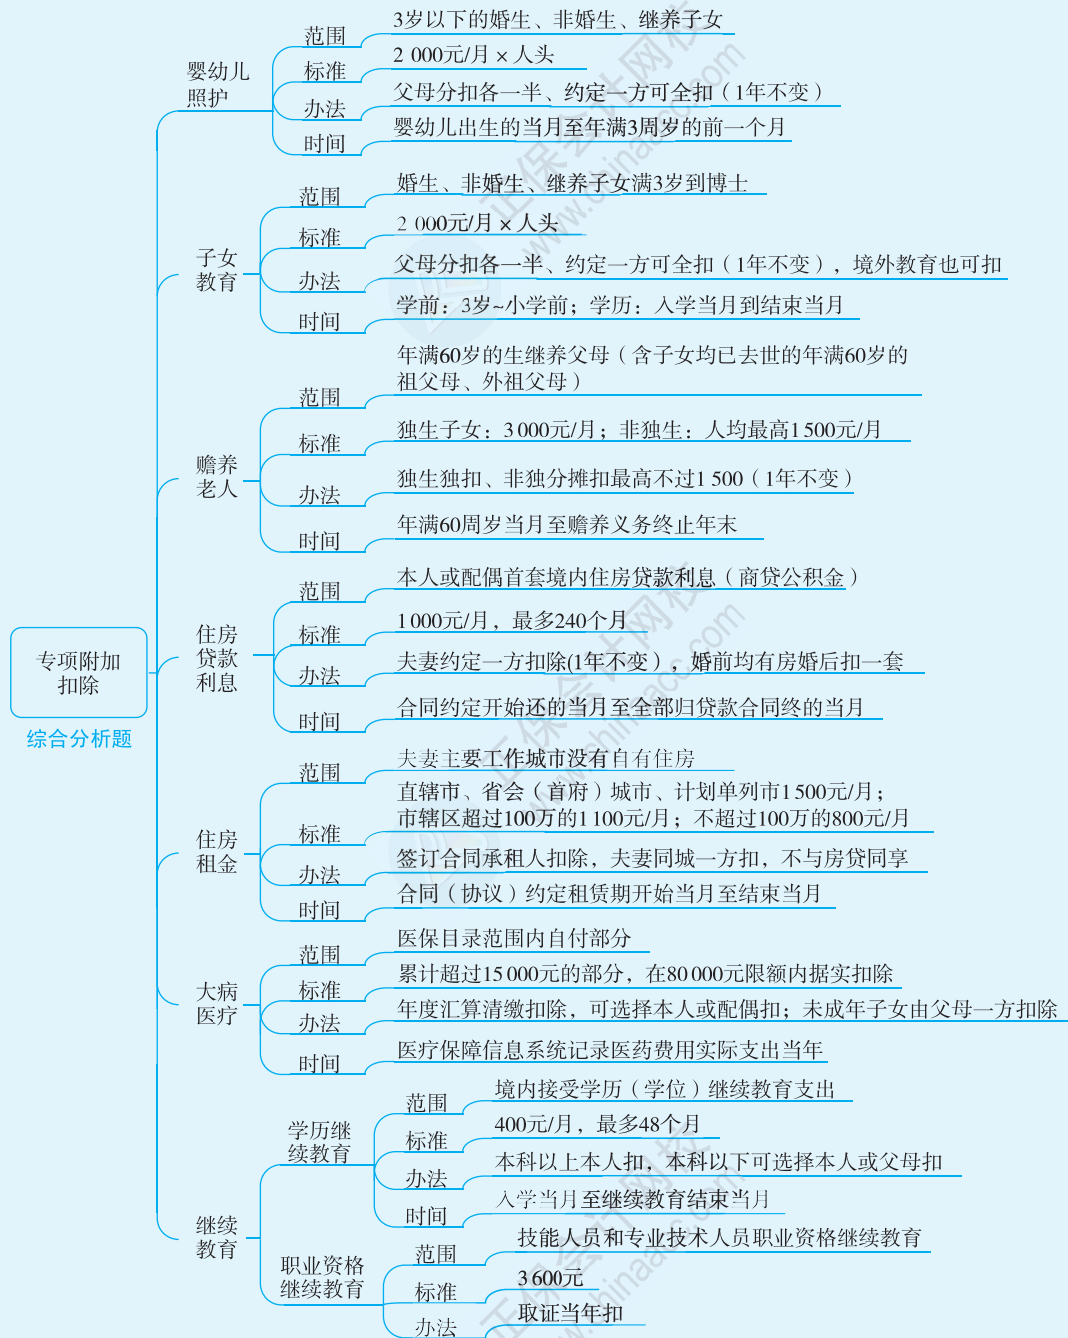 专项附加
扣除
综合分析题
婴幼儿
照护
范围
3岁以下的婚生、非婚生、继养子女
标准
2 000元/月×人头
办法
父母分扣各一半、约定一方可全扣（1年不变）
时间
婴幼儿出生的当月至年满3周岁的前一个月
子女
教育
范围
婚生、非婚生、继养子女满3岁到博士
标准
2 000元/月×人头
办法
父母分扣各一半、约定一方可全扣（1年不变），境外教育也可扣
时间
学前：3岁~小学前；学历：入学当月到结束当月
赡养
老人
范围
年满60岁的生继养父母（含子女均已去世的年满60岁的
祖父母、外祖父母）
标准
独生子女：3 000元/月；非独生：人均最高1 500元/月
办法
独生独扣、非独分摊扣最高不过1 500（1年不变）
时间
年满60周岁当月至赡养义务终止年末
住房
贷款
利息
范围
本人或配偶首套境内住房贷款利息（商贷公积金）
标准
1 000元/月，最多240个月
办法
夫妻约定一方扣除(1年不变），婚前均有房婚后扣一套
时间
合同约定开始还的当月至全部归贷款合同终的当月
住房
租金
范围
夫妻主要工作城市没有自有住房
标准
直辖市、省会（首府）城市、计划单列市1 500元/月；
市辖区超过100万的1 100元/月；不超过100万的800元/月
办法
签订合同承租人扣除，夫妻同城一方扣，不与房贷同享
时间
合同（协议）约定租赁期开始当月至结束当月
大病
医疗
范围
医保目录范围内自付部分
标准
累计超过15 000元的部分，在80 000元限额内据实扣除
办法
年度汇算清缴扣除，可选择本人或配偶扣；未成年子女由父母一方扣除
时间
医疗保障信息系统记录医药费用实际支出当年
继续
教育
学历继
续教育
范围
境内接受学历（学位）继续教育支出
标准
400元/月，最多48个月
办法
本科以上本人扣，本科以下可选择本人或父母扣
时间
入学当月至继续教育结束当月
职业资格
继续教育
范围
技能人员和专业技术人员职业资格继续教育
标准
3 600元
办法
取证当年扣
正保会计网校
www.chinaacc.com
正保会计网校
www.chinaacc.com
正保会计网校
www.chinaacc.com